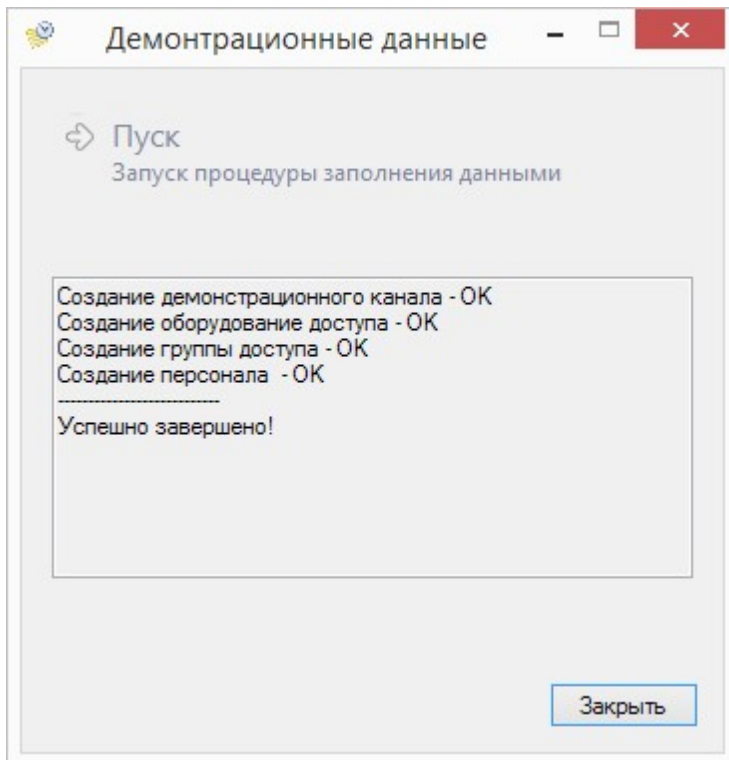 Демонтрационные данные
Пуск
Запуск процедуры заполнения данными
Создание демонстрационного канала - OK
Создание оборудование доступа - OK
Создание группы доступа - OK
Создание персонала  - OK
---------------------------
Успешно завершено!
Закрыть